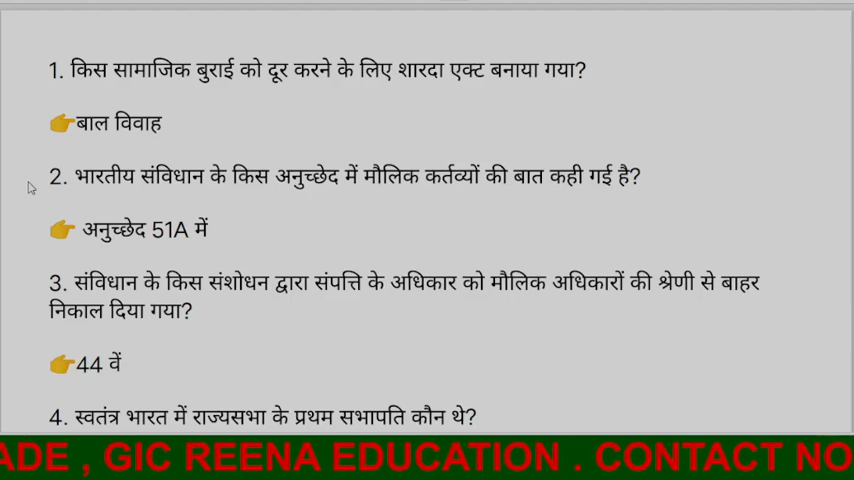 1. किस सामाजिक बुराई को दूर करने के लिए शारदा एक्ट बनाया गया?
👉बाल विवाह
2. भारतीय संविधान के किस अनुच्छेद में मौलिक कर्तव्यों की बात कही गई है?
👉 अनुच्छेद 51A में
3. संविधान के किस संशोधन द्वारा संपत्ति के अधिकार को मौलिक अधिकारों की श्रेणी से बाहर
निकाल दिया गया?
👉44 वें
4. स्वतंत्र भारत में राज्यसभा के प्रथम सभापति कौन थे?
ADE , GIC REENA EDUCATION . CONTACT NO